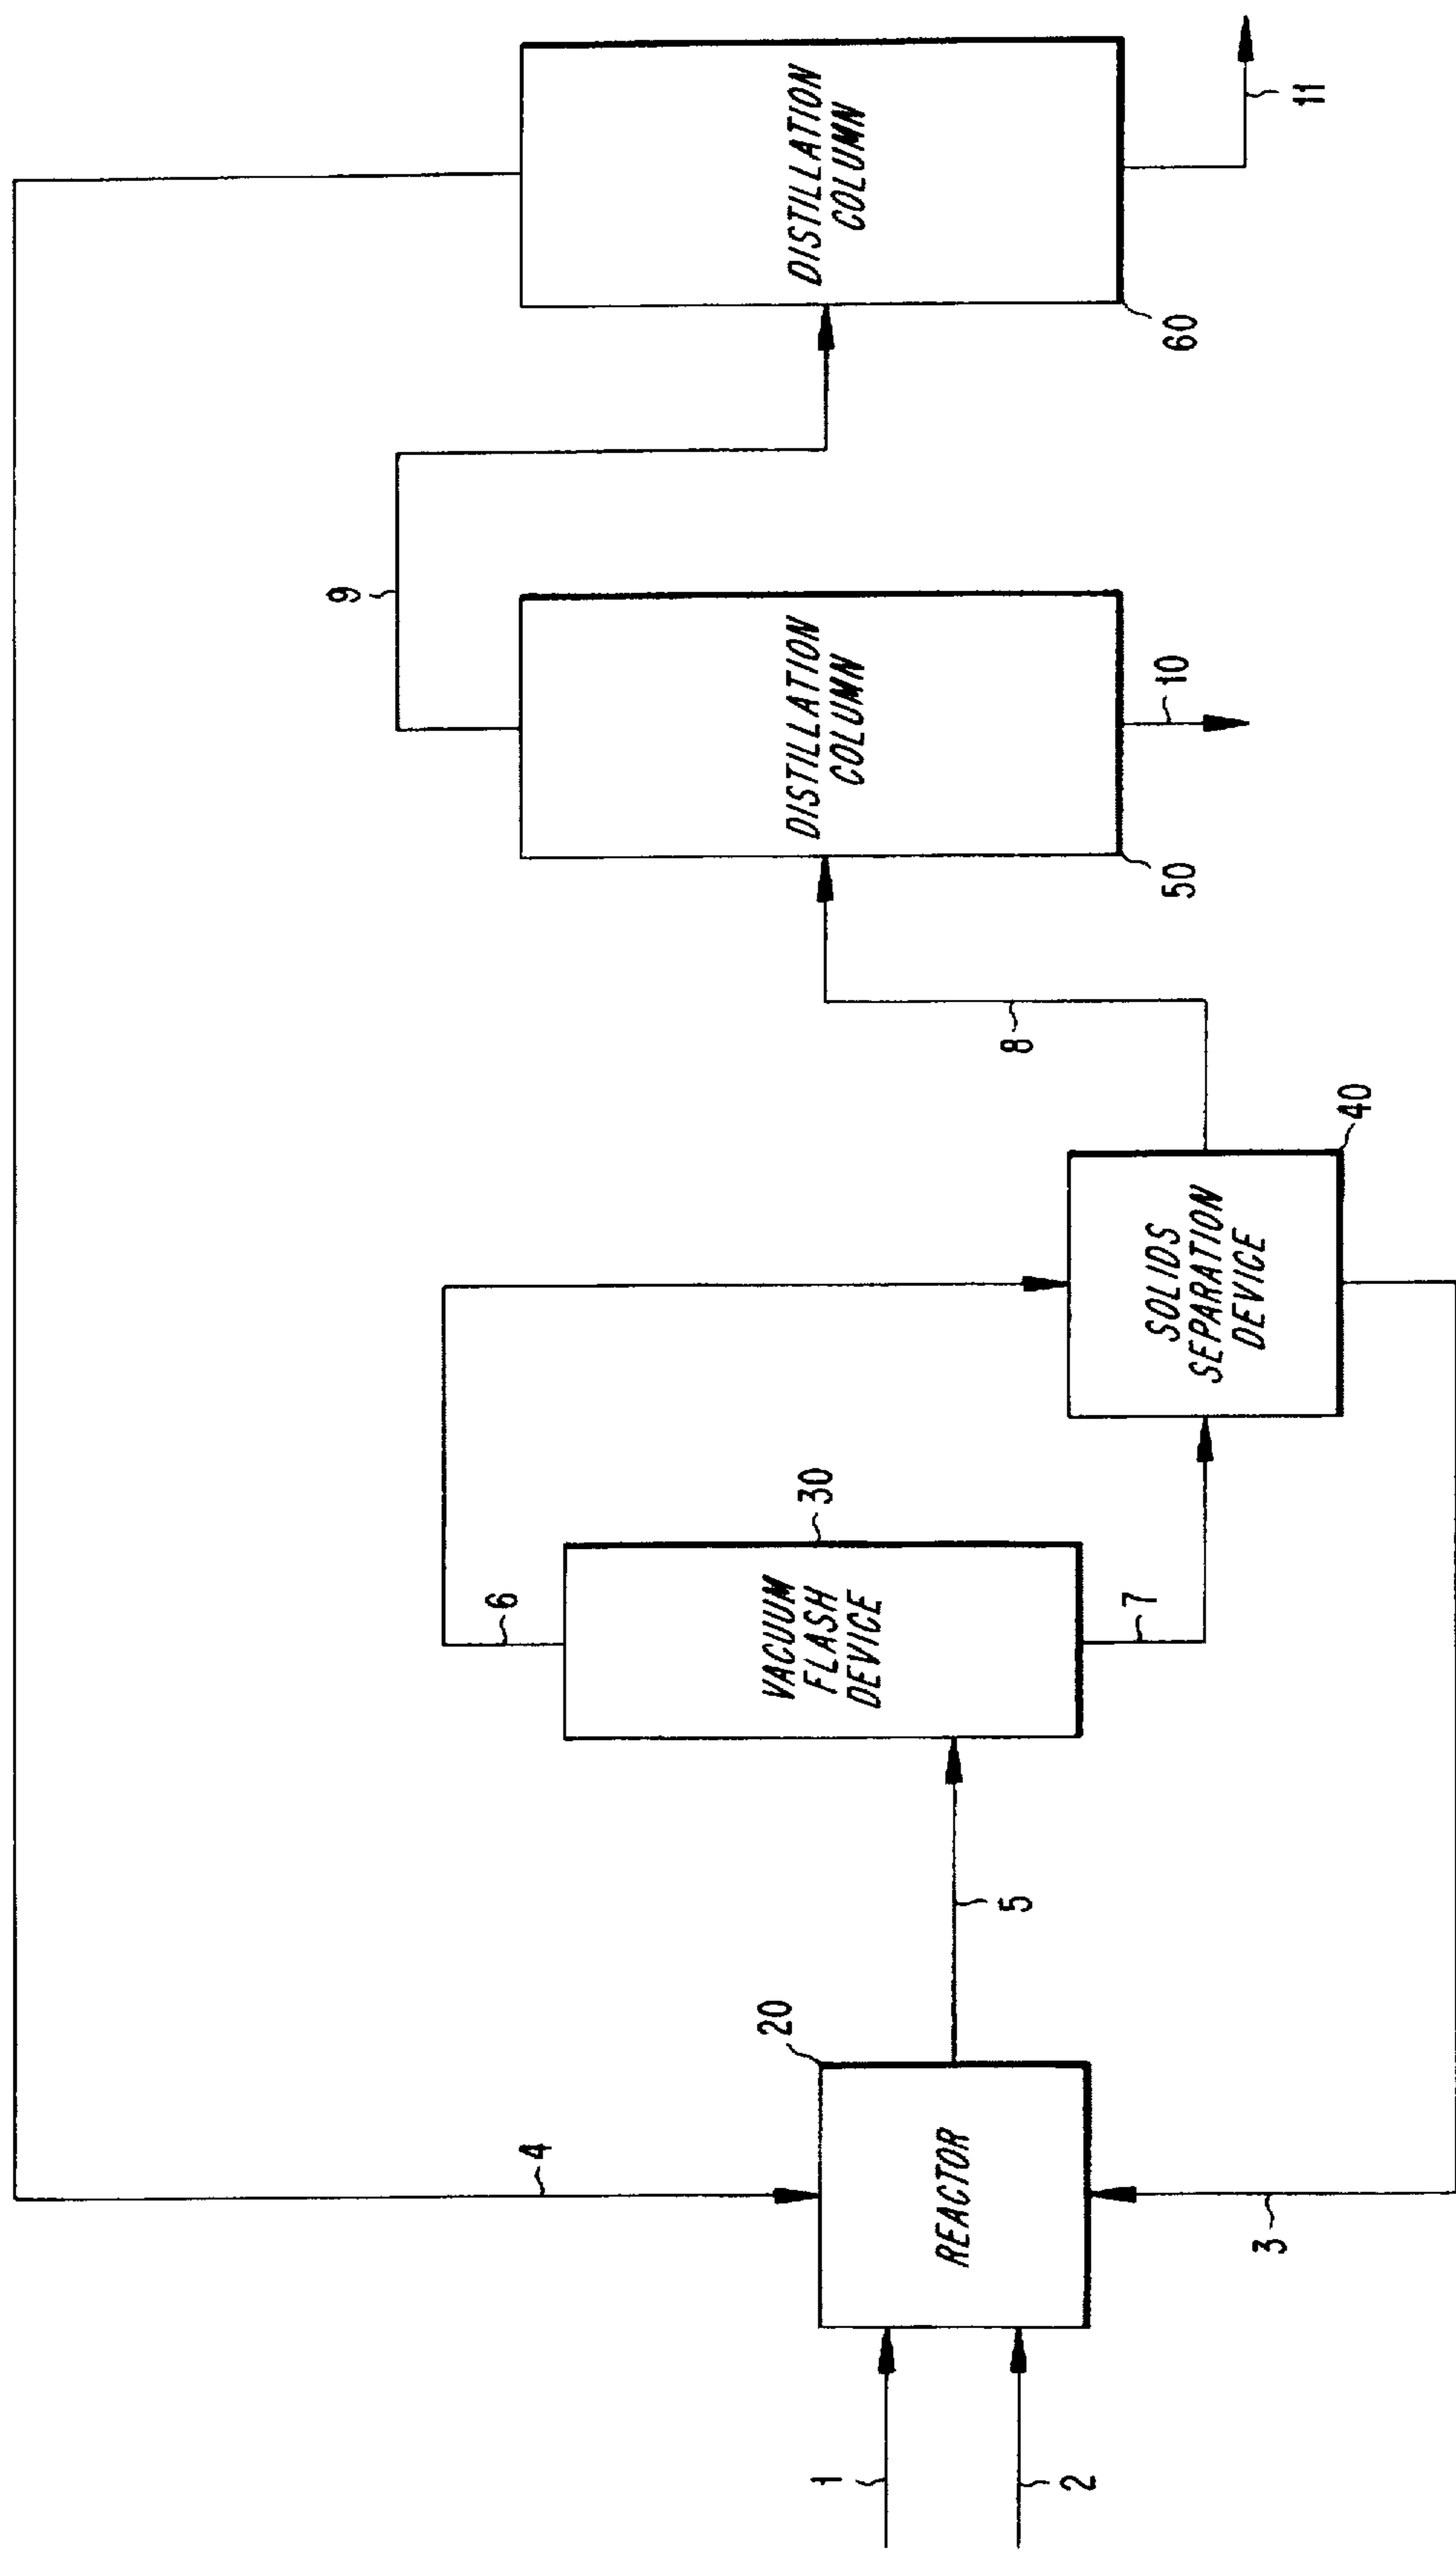 1
2
3
4
REACTOR
20
5
VACUUM
FLASH
DEVICE
30
6
7
SOLIDS
SEPARATION
DEVICE
40
8
DISTILLATION
COLUMN
50
9
10
DISTILLATION
COLUMN
60
11